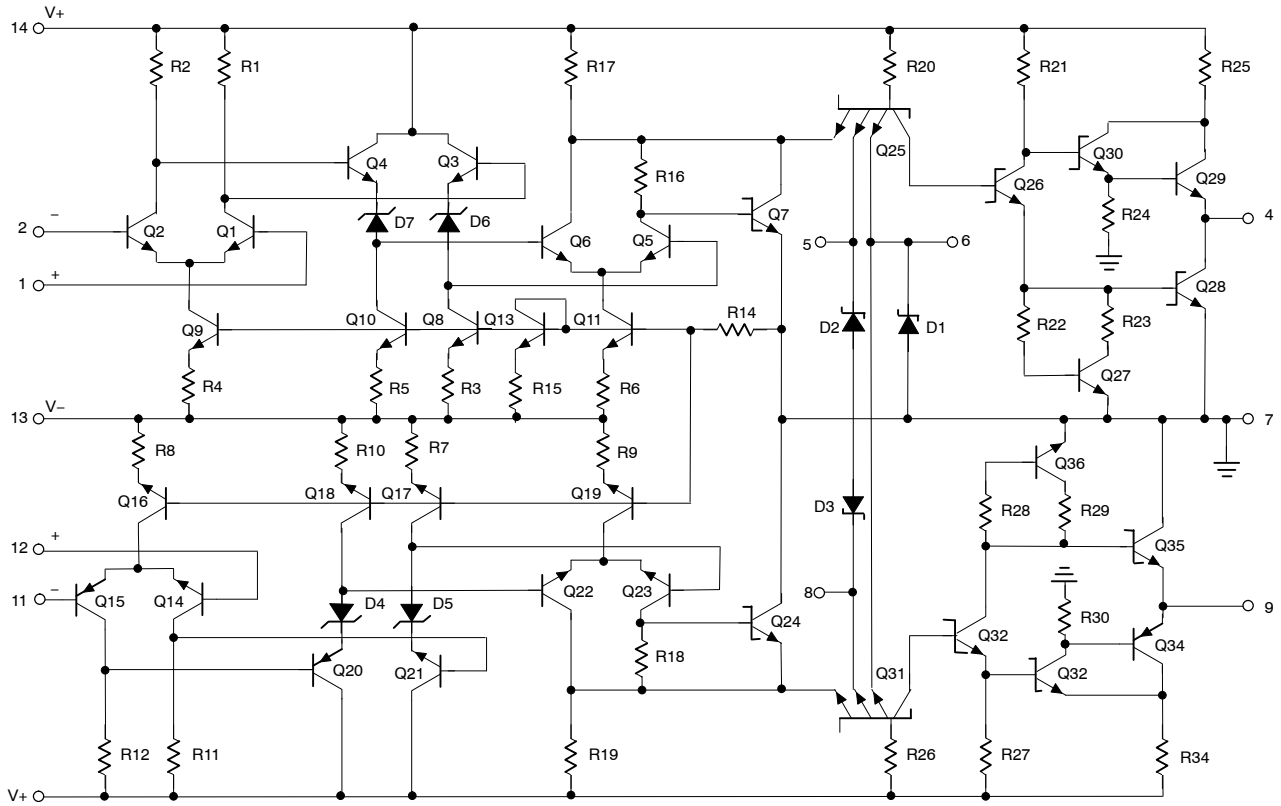 14 V+
R2 R1 R17 R20 R21 R25
Q4 Q3 Q25 Q30
R16 Q26 Q29
2 − Q2 Q1 D7 D6 Q6 Q5 Q7 R24 4
5 6
1 + Q28
Q9 Q10 Q8 Q13 Q11 R14 D2 D1 R22 R23
R4 R5 R3 R15 R6 Q27
13 V− 7
R8 R10 R7 R9 Q36
Q16 Q18 Q17 Q19 D3 R28 R29
12 + Q35
11 − Q15 Q14 D4 D5 Q22 Q23 8 R30 9
Q24 Q34
Q20 Q21 R18 Q31 Q32 Q32
R12 R11 R19 R26 R27 R34
V+